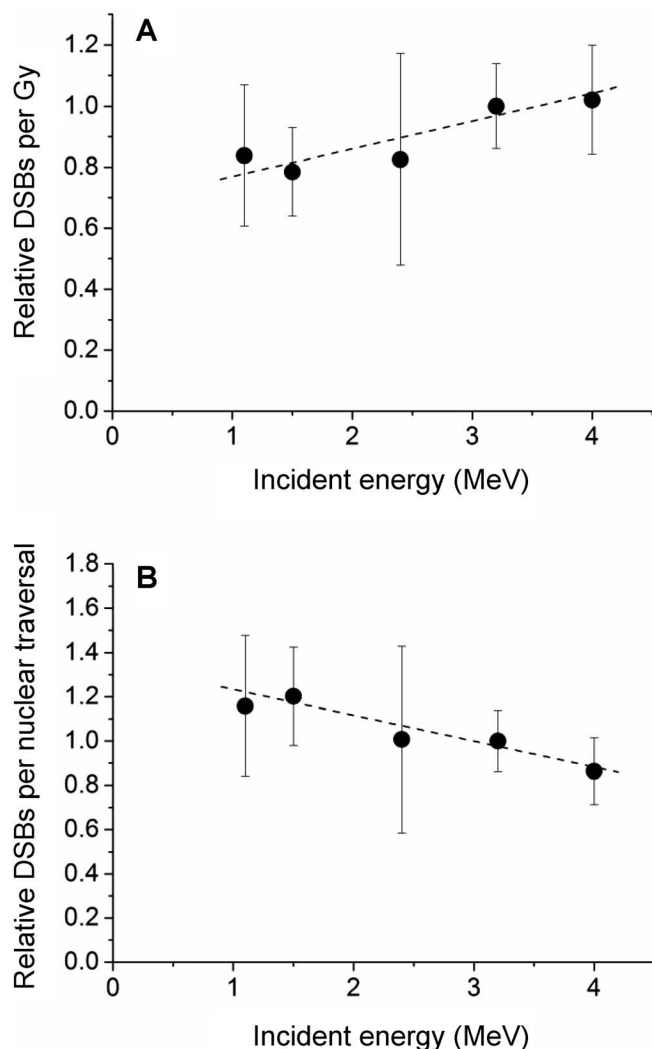 A
Relative DSBs per Gy
1.2
1.0
0.8
0.6
0.4
0.2
0.0
0 1 2 3 4
Incident energy (MeV)
B
Relative DSBs per nuclear traversal
1.8
1.6
1.4
1.2
1.0
0.8
0.6
0.4
0.2
0.0
0 1 2 3 4
Incident energy (MeV)